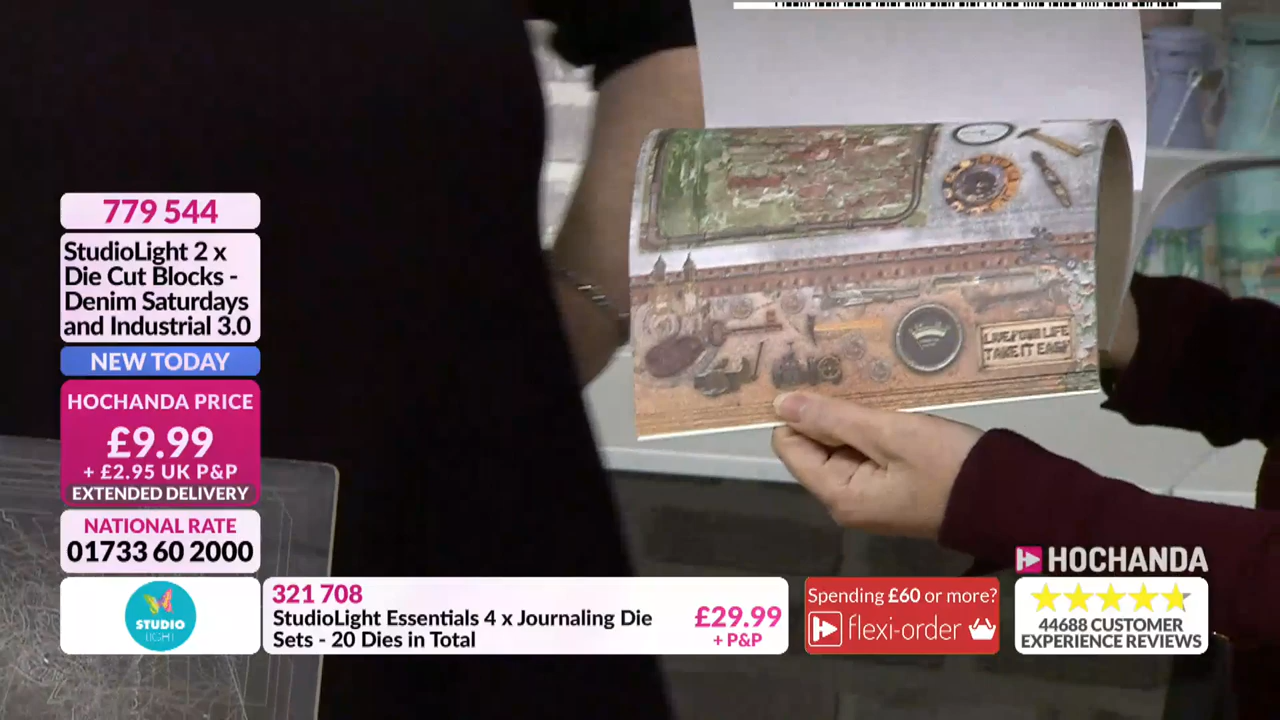 779 544
StudioLight 2 x
Die Cut Blocks -
Denim Saturdays
and Industrial 3.0
NEW TODAY
HOCHANDA PRICE
£9.99
+ £2.95 UK P&P
EXTENDED DELIVERY
NATIONAL RATE
01733 60 2000
STUDIO
LIGHT
321 708
StudioLight Essentials 4 x Journaling Die
Sets - 20 Dies in Total
£29.99
+ P&P
Spending £60 or more?
flexi-order
HOCHANDA
44688 CUSTOMER
EXPERIENCE REVIEWS
LIVE YOUR LIFE
TAKE IT EASY